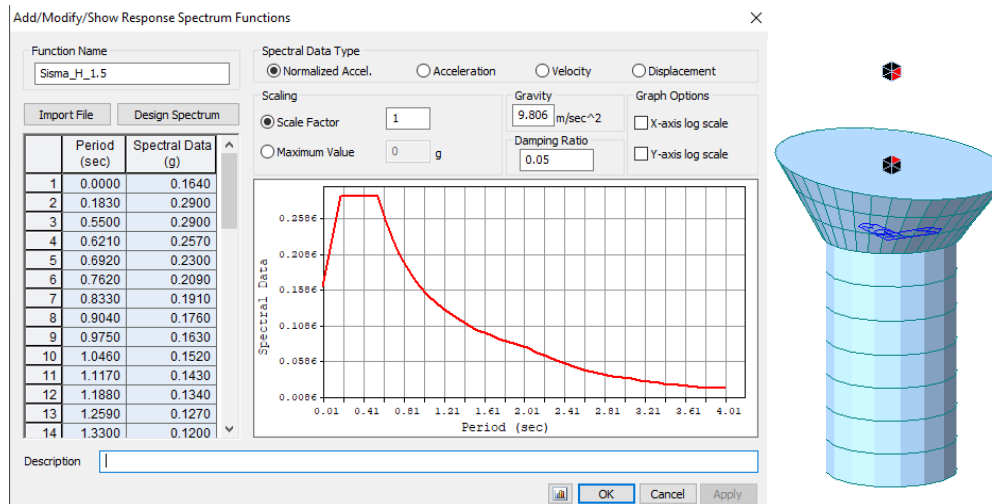 Add/Modify/Show Response Spectrum Functions
Function Name
Sisma_H_1.5
Import File Design Spectrum
Period (sec) Spectral Data (g)
1 0.0000 0.1640
2 0.1830 0.2900
3 0.5500 0.2900
4 0.6210 0.2570
5 0.6920 0.2300
6 0.7620 0.2090
7 0.8330 0.1910
8 0.9040 0.1760
9 0.9750 0.1630
10 1.0460 0.1520
11 1.1170 0.1430
12 1.1880 0.1340
13 1.2590 0.1270
14 1.3300 0.1200
Spectral Data Type
Normalized Accel. Acceleration Velocity Displacement
Scaling
Scale Factor 1
Maximum Value 0 g
Gravity
9.806 m/sec^2
Damping Ratio
0.05
Graph Options
X-axis log scale
Y-axis log scale
Spectral Data
0.2506
0.2006
0.1506
0.1006
0.0506
0.0006
0.01 0.41 0.81 1.21 1.61 2.01 2.41 2.81 3.21 3.61 4.01
Period (sec)
Description
OK Cancel Apply